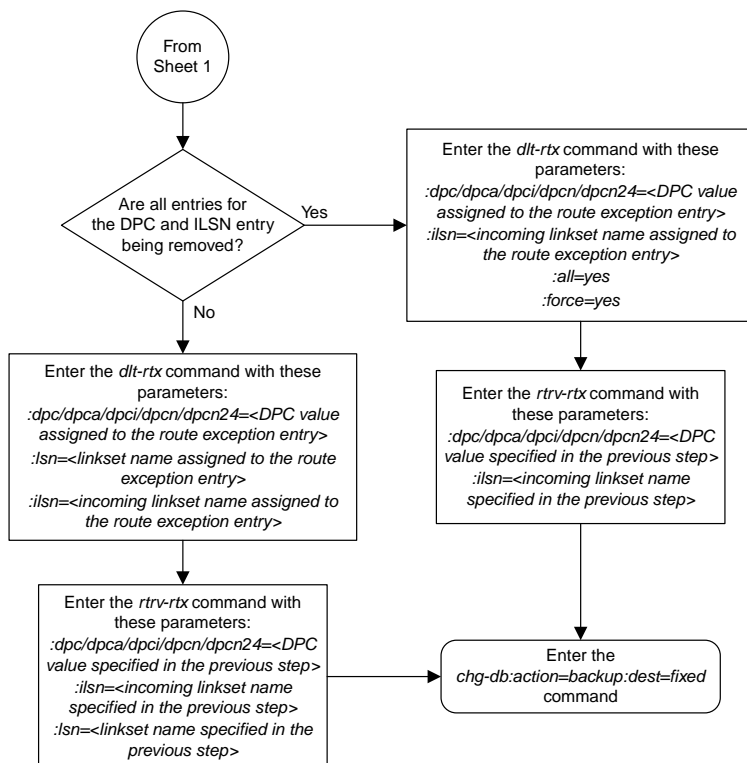 From
Sheet 1
Are all entries for
the DPC and ILSN entry
being removed?
Yes
No
Enter the dlt-rtx command with these
parameters:
:dpc/dpca/dpci/dpcn/dpcn24=<DPC value
assigned to the route exception entry>
:ilsn=<incoming linkset name assigned to
the route exception entry>
:all=yes
:force=yes
Enter the dlt-rtx command with these
parameters:
:dpc/dpca/dpci/dpcn/dpcn24=<DPC value
assigned to the route exception entry>
:lsn=<linkset name assigned to the route
exception entry>
:ilsn=<incoming linkset name assigned to
the route exception entry>
Enter the rtrv-rtx command with
these parameters:
:dpc/dpca/dpci/dpcn/dpcn24=<DPC
value specified in the previous step>
:ilsn=<incoming linkset name
specified in the previous step>
Enter the rtrv-rtx command with
these parameters:
:dpc/dpca/dpci/dpcn/dpcn24=<DPC
value specified in the previous step>
:ilsn=<incoming linkset name
specified in the previous step>
:lsn=<linkset name specified in the
previous step>
Enter the
chg-db:action=backup:dest=fixed
command